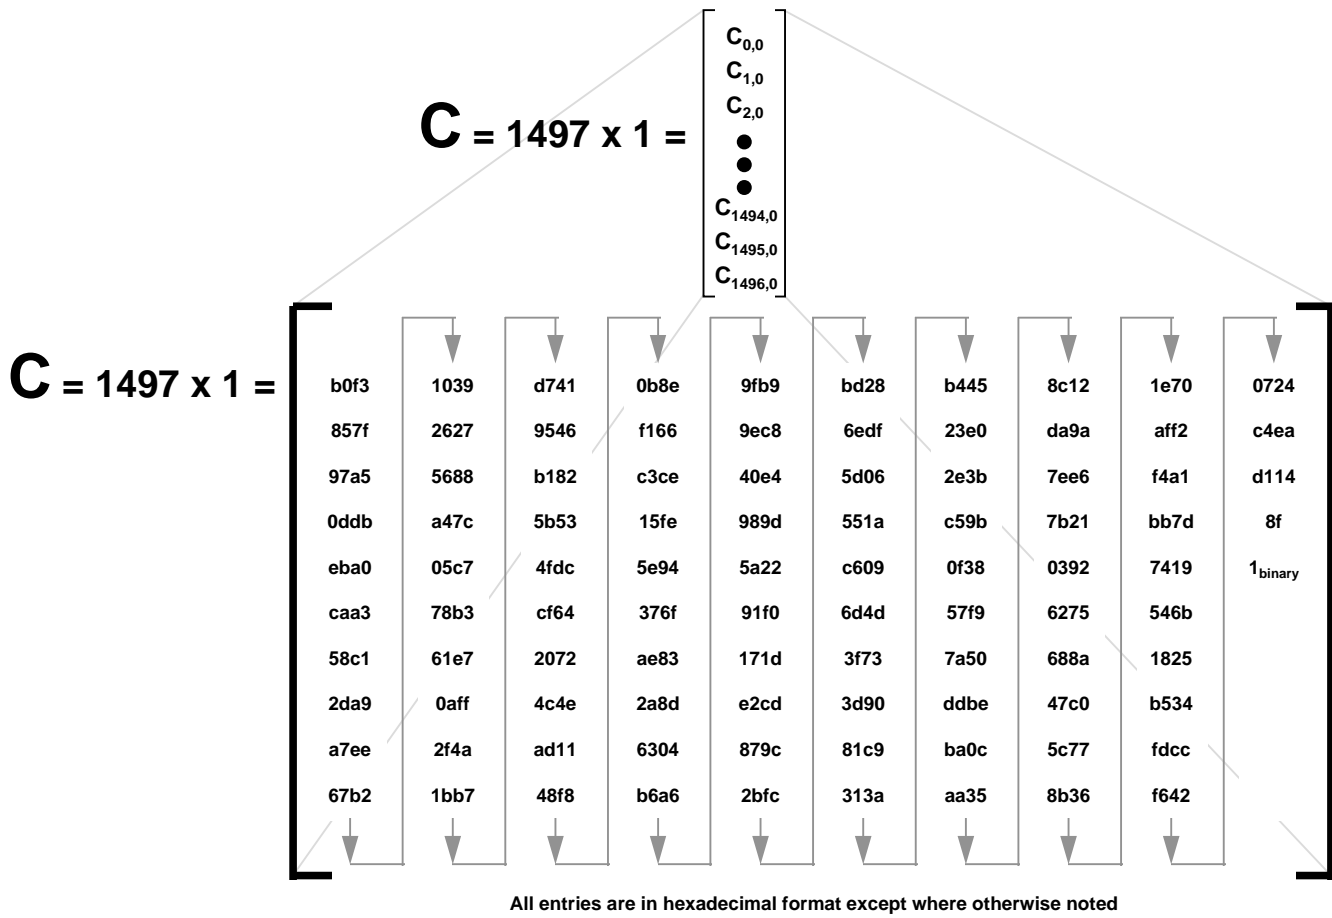 C0,0
C1,0
C2,0
C = 1497 x 1 =
C1494,0
C1495,0
C1496,0
C = 1497 x 1 =
b0f3 1039 d741 0b8e 9fb9 bd28 b445 8c12 1e70 0724
857f 2627 9546 f166 9ec8 6edf 23e0 da9a aff2 c4ea
97a5 5688 b182 c3ce 40e4 5d06 2e3b 7ee6 f4a1 d114
0ddb a47c 5b53 15fe 989d 551a c59b 7b21 bb7d 8f
eba0 05c7 4fdc 5e94 5a22 c609 0f38 0392 7419 1binary
caa3 78b3 cf64 376f 91f0 6d4d 57f9 6275 546b
58c1 61e7 2072 ae83 171d 3f73 7a50 688a 1825
2da9 0aff 4c4e 2a8d e2cd 3d90 ddbe 47c0 b534
a7ee 2f4a ad11 6304 879c 81c9 ba0c 5c77 fdcc
67b2 1bb7 48f8 b6a6 2bfc 313a aa35 8b36 f642
All entries are in hexadecimal format except where otherwise noted